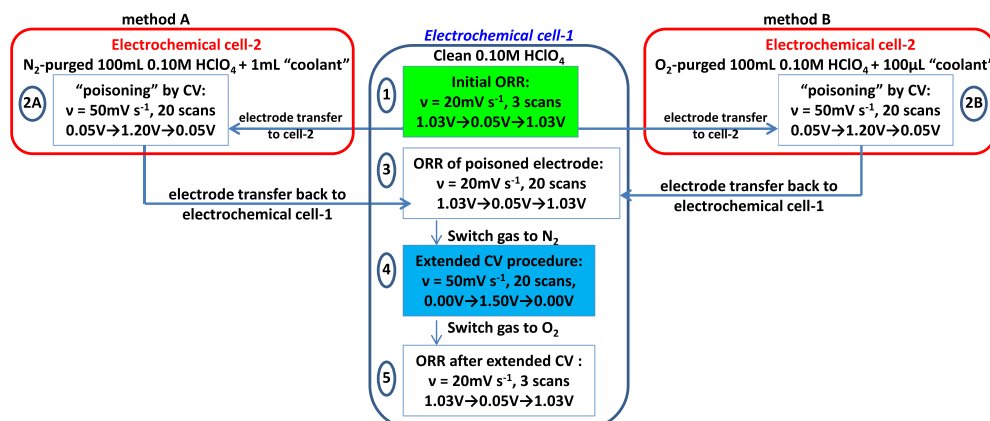 method A
Electrochemical cell-2
N₂-purged 100mL 0.10M HClO₄ + 1mL “coolant”
2A
“poisoning” by CV:
ν = 50mV s⁻¹, 20 scans
0.05V→1.20V→0.05V
Electrochemical cell-1
Clean 0.10M HClO₄
1
Initial ORR:
ν = 20mV s⁻¹, 3 scans
1.03V→0.05V→1.03V
method B
Electrochemical cell-2
O₂-purged 100mL 0.10M HClO₄ + 100µL “coolant”
“poisoning” by CV:
ν = 50mV s⁻¹, 20 scans
0.05V→1.20V→0.05V
2B
electrode transfer
to cell-2
electrode transfer
to cell-2
electrode transfer back to
electrochemical cell-1
3
ORR of poisoned electrode:
ν = 20mV s⁻¹, 20 scans
1.03V→0.05V→1.03V
electrode transfer back to
electrochemical cell-1
Switch gas to N₂
4
Extended CV procedure:
ν = 50mV s⁻¹, 20 scans,
0.00V→1.50V→0.00V
Switch gas to O₂
5
ORR after extended CV :
ν = 20mV s⁻¹, 3 scans
1.03V→0.05V→1.03V